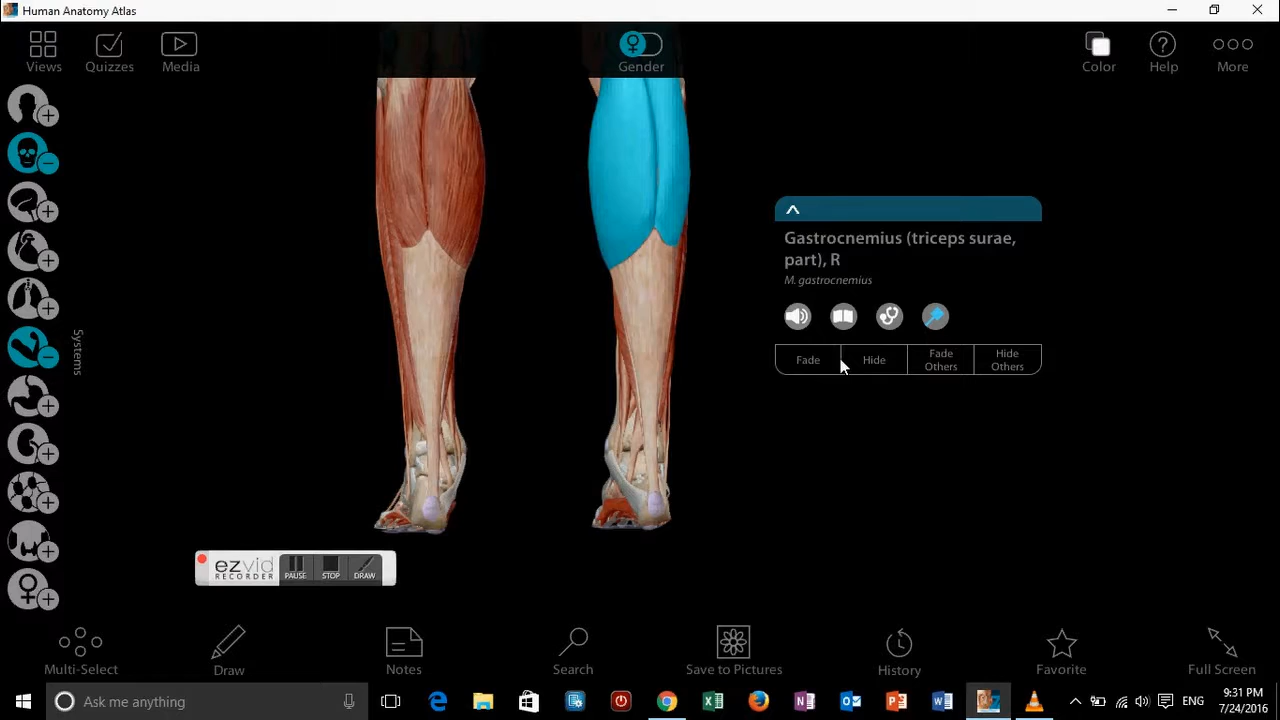 Human Anatomy Atlas
Views
Quizzes
Media
Gender
Color
Help
More
Systems
Gastrocnemius (triceps surae,
part), R
M. gastrocnemius
Fade
Hide
Fade
Others
Hide
Others
ezvid
RECORDER
PAUSE
STOP
DRAW
Multi-Select
Draw
Notes
Search
Save to Pictures
History
Favorite
Full Screen
Ask me anything
ENG
9:31 PM
7/24/2016